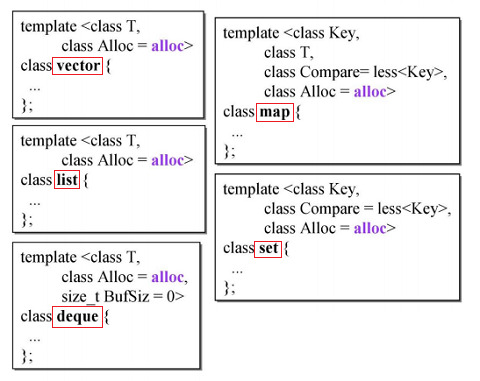 template <class T,
class Alloc = alloc>
class vector {
...
};
template <class T,
class Alloc = alloc>
class list {
...
};
template <class T,
class Alloc = alloc,
size_t BufSiz = 0>
class deque {
...
};
template <class Key,
class T,
class Compare= less<Key>,
class Alloc = alloc>
class map {
...
};
template <class Key,
class Compare = less<Key>,
class Alloc = alloc>
class set {
...
};